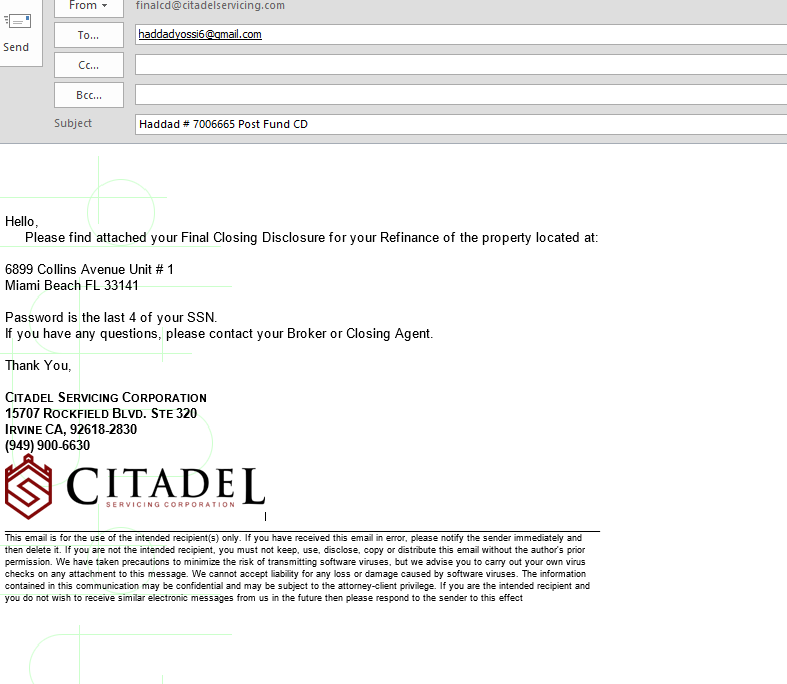 From
finalcd@citadelservicing.com
Send
To...
haddadyossi6@gmail.com
Cc...
Bcc...
Subject
Haddad # 7006665 Post Fund CD
Hello,
Please find attached your Final Closing Disclosure for your Refinance of the property located at:
6899 Collins Avenue Unit # 1
Miami Beach FL 33141
Password is the last 4 of your SSN.
If you have any questions, please contact your Broker or Closing Agent.
Thank You,
CITADEL SERVICING CORPORATION
15707 ROCKFIELD BLVD. STE 320
IRVINE CA, 92618-2830
(949) 900-6630
CITADEL
SERVICING CORPORATION
This email is for the use of the intended recipient(s) only. If you have received this email in error, please notify the sender immediately and
then delete it. If you are not the intended recipient, you must not keep, use, disclose, copy or distribute this email without the author's prior
permission. We have taken precautions to minimize the risk of transmitting software viruses, but we advise you to carry out your own virus
checks on any attachment to this message. We cannot accept liability for any loss or damage caused by software viruses. The information
contained in this communication may be confidential and may be subject to the attorney-client privilege. If you are the intended recipient and
you do not wish to receive similar electronic messages from us in the future then please respond to the sender to this effect